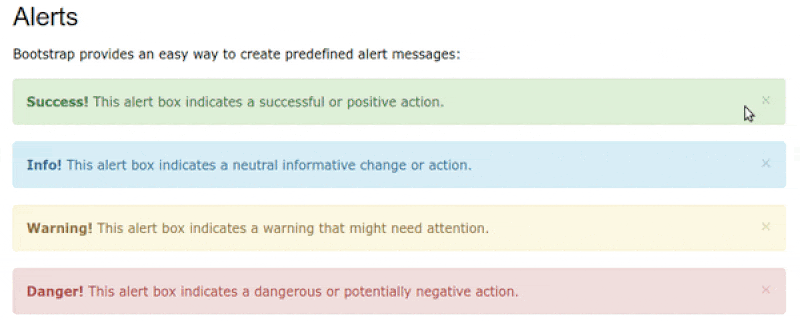 Alerts
Bootstrap provides an easy way to create predefined alert messages:
Success! This alert box indicates a successful or positive action. ×
Info! This alert box indicates a neutral informative change or action. ×
Warning! This alert box indicates a warning that might need attention. ×
Danger! This alert box indicates a dangerous or potentially negative action. ×